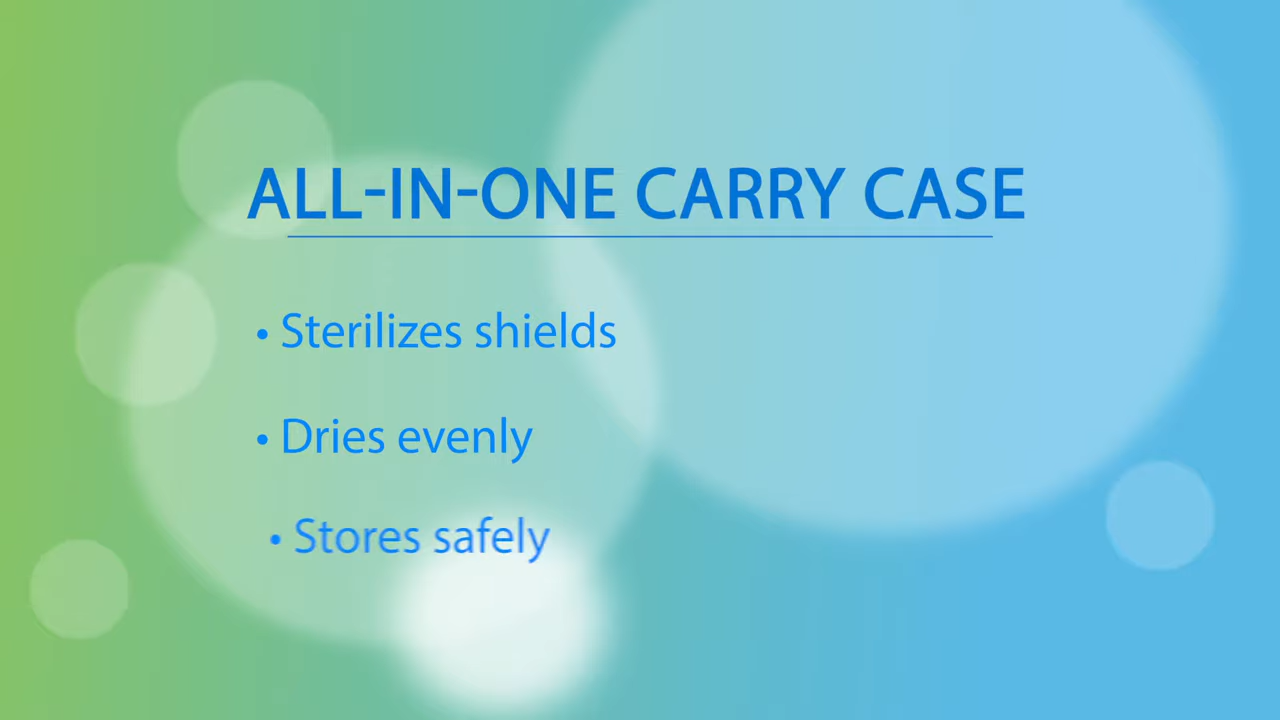 ALL-IN-ONE CARRY CASE
• Sterilizes shields
• Dries evenly
• Stores safely